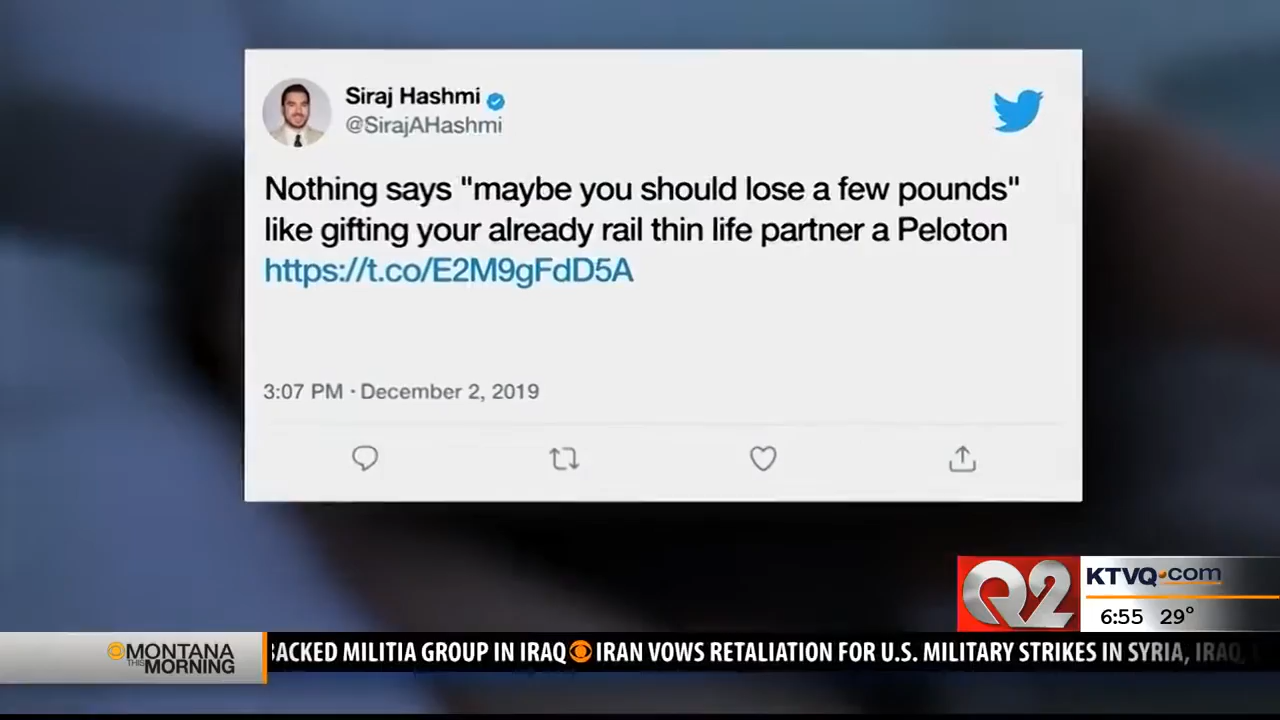 Siraj Hashmi
@SirajAHashmi
Nothing says "maybe you should lose a few pounds"
like gifting your already rail thin life partner a Peloton
https://t.co/E2M9gFdD5A
3:07 PM · December 2, 2019
Q2
KTVQ.com
6:55 29°
MONTANA
THIS MORNING
ACKED MILITIA GROUP IN IRAQ IRAN VOWS RETALIATION FOR U.S. MILITARY STRIKES IN SYRIA, IRAQ,